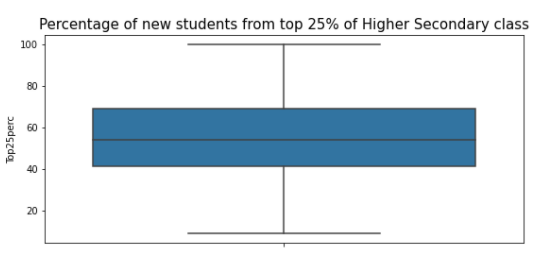 Percentage of new students from top 25% of Higher Secondary class
100
80
60
40
20
Top25perc